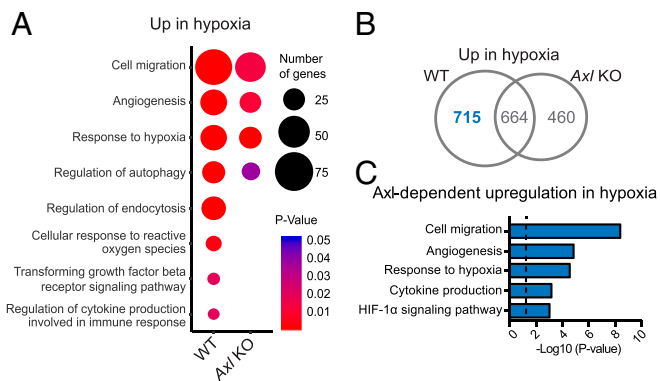 A
Up in hypoxia
Cell migration
Angiogenesis
Response to hypoxia
Regulation of autophagy
Regulation of endocytosis
Cellular response to reactive
oxygen species
Transforming growth factor beta
receptor signaling pathway
Regulation of cytokine production
involved in immune response
WT
Axl KO
Number
of genes
25
50
75
P-Value
0.05
0.04
0.03
0.02
0.01
B
Up in hypoxia
WT
Axl KO
715
664
460
C
Axl-dependent upregulation in hypoxia
Cell migration
Angiogenesis
Response to hypoxia
Cytokine production
HIF-1α signaling pathway
0 2 4 6 8 10
-Log10 (P-value)